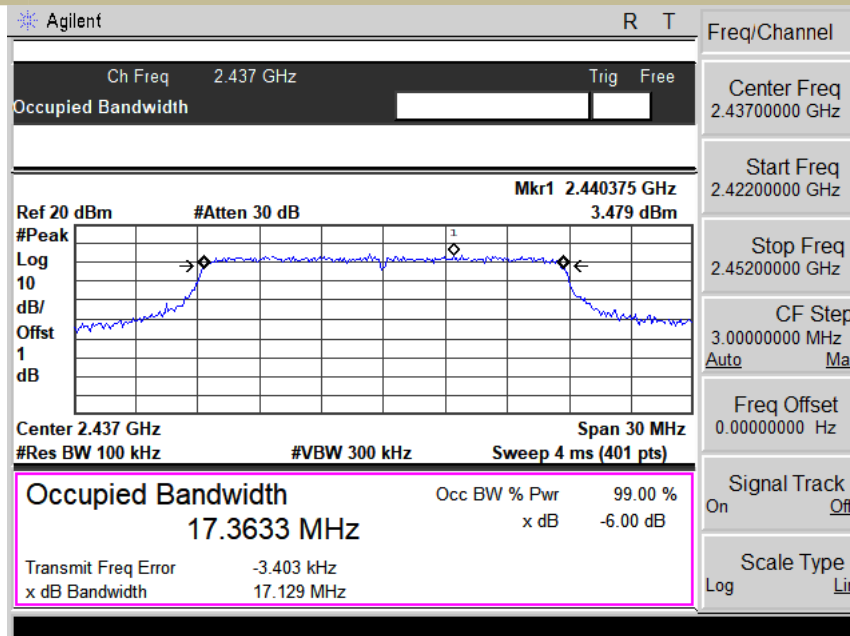 Agilent R T
Ch Freq 2.437 GHz Trig Free
Occupied Bandwidth
Mkr1 2.440375 GHz
Ref 20 dBm #Atten 30 dB 3.479 dBm
#Peak
Log
10
dB/
Offst
1
dB
1
Center 2.437 GHz Span 30 MHz
#Res BW 100 kHz #VBW 300 kHz Sweep 4 ms (401 pts)
Occupied Bandwidth Occ BW % Pwr 99.00 %
17.3633 MHz x dB -6.00 dB
Transmit Freq Error -3.403 kHz
x dB Bandwidth 17.129 MHz
Freq/Channel
Center Freq
2.43700000 GHz
Start Freq
2.42200000 GHz
Stop Freq
2.45200000 GHz
CF Step
3.00000000 MHz
Auto Ma
Freq Offset
0.00000000 Hz
Signal Track
On Off
Scale Type
Log Lin